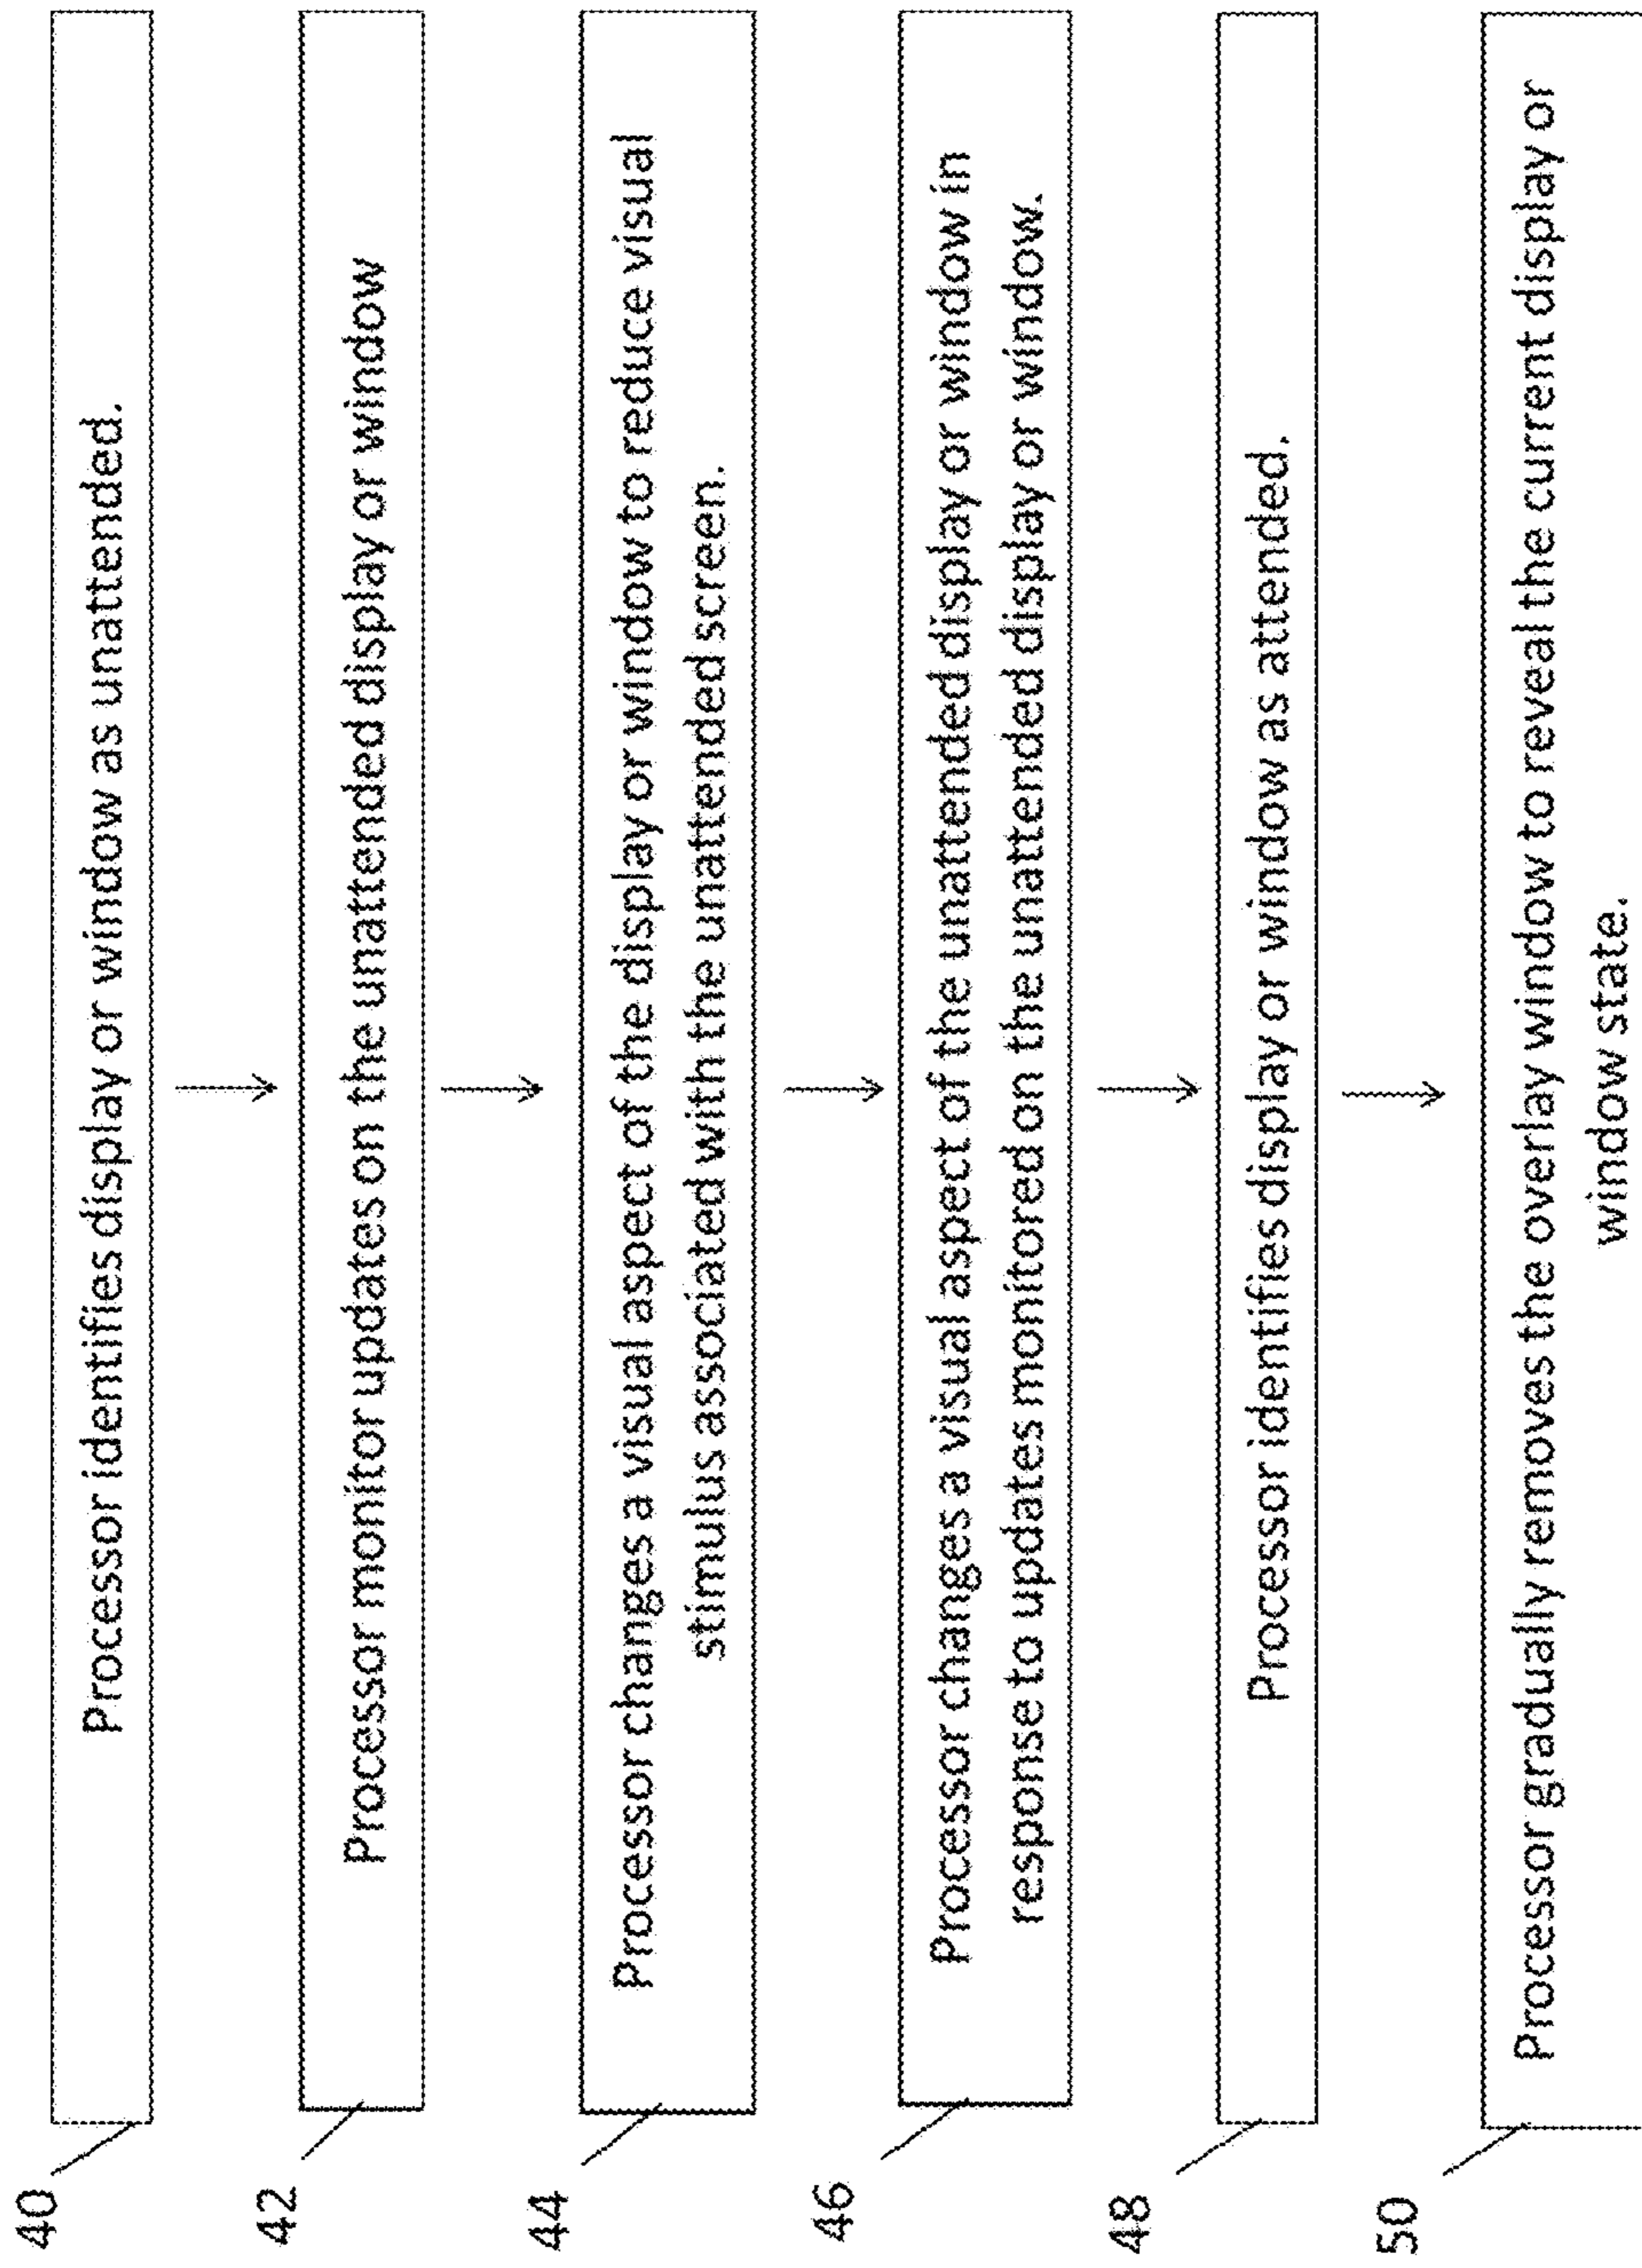 40
Processor identifies display or window as unattended.
42
Processor monitor updates on the unattended display or window
44
Processor changes a visual aspect of the display or window to reduce visual
stimulus associated with the unattended screen.
46
Processor changes a visual aspect of the unattended display or window in
response to updates monitored on the unattended display or window.
48
Processor identifies display or window as attended.
50
Processor gradually removes the overlay window to reveal the current display or
window state.